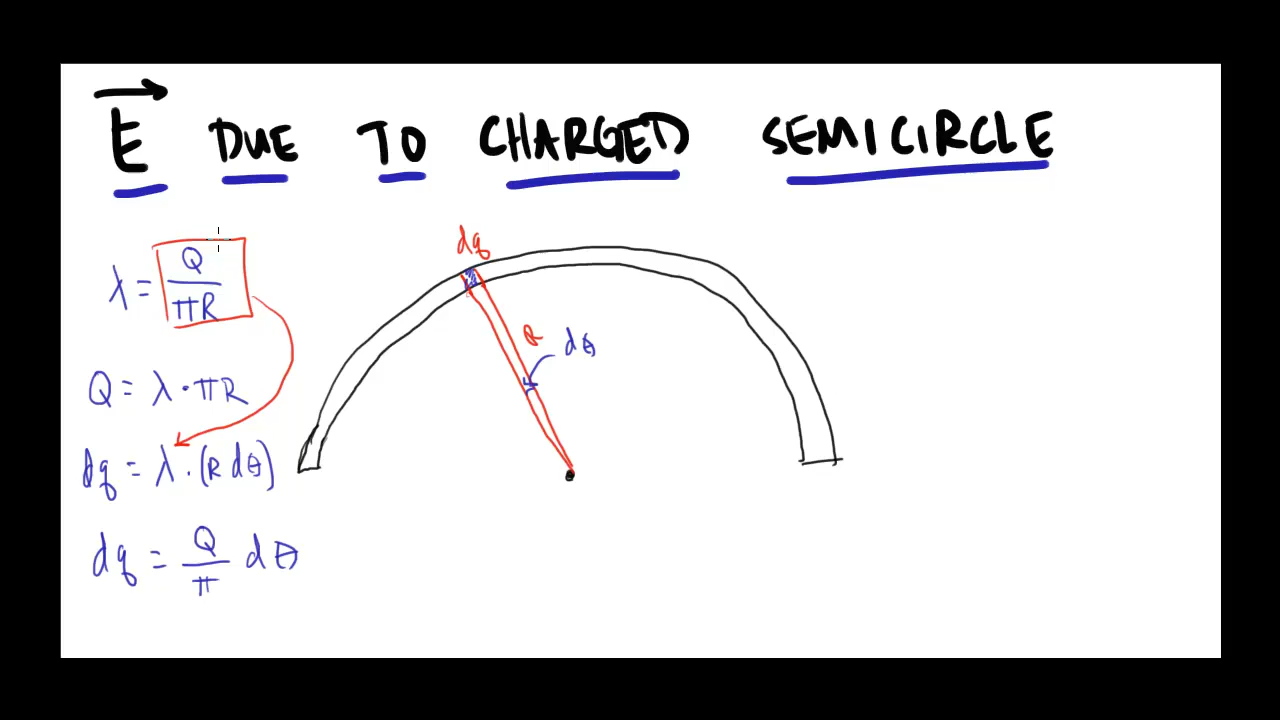 E DUE TO CHARGED SEMICIRCLE
λ = Q / πR
Q = λ · πR
dq = λ · (R dθ)
dq = Q / π dθ
dq
R
dθ